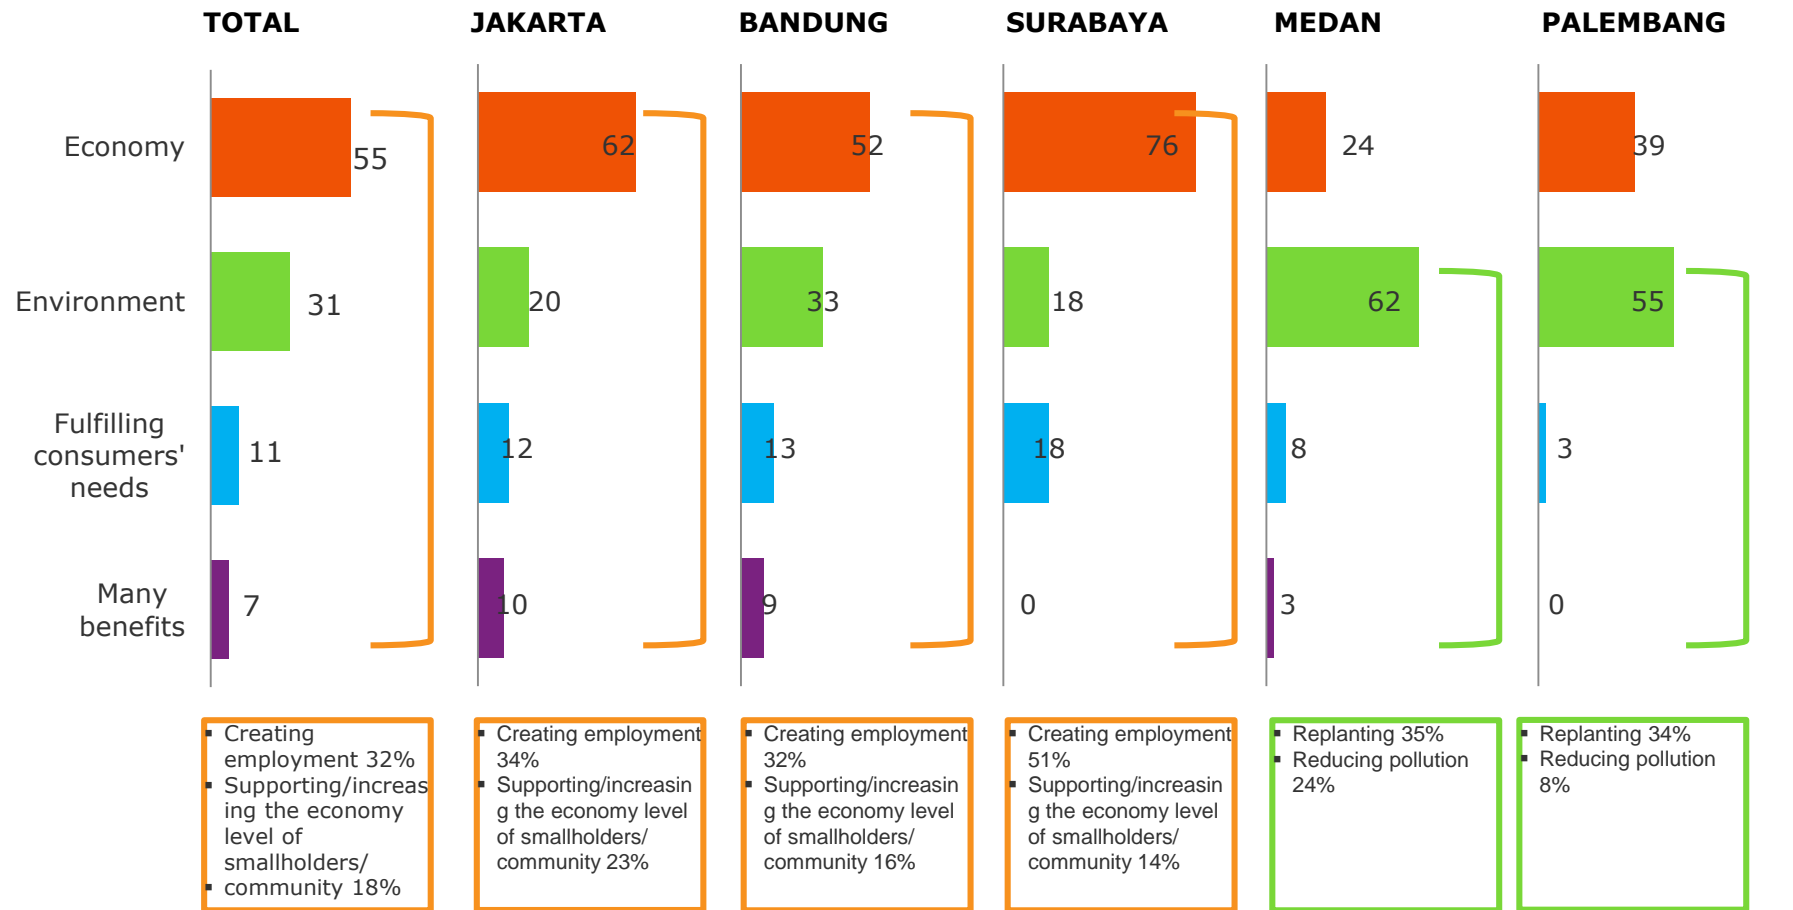 TOTAL JAKARTA BANDUNG SURABAYA MEDAN PALEMBANG
Economy 55 62 52 76 24 39
Environment 31 20 33 18 62 55
Fulfilling
consumers'
needs
11 12 13 18 8 3
Many
benefits
7 10 9 0 3 0
▪ Creating
employment 32%
▪ Supporting/increas
ing the economy
level of
smallholders/
▪ community 18%
▪ Creating employment
34%
▪ Supporting/increasin
g the economy level
of smallholders/
community 23%
▪ Creating employment
32%
▪ Supporting/increasin
g the economy level
of smallholders/
community 16%
▪ Creating employment
51%
▪ Supporting/increasin
g the economy level
of smallholders/
community 14%
▪ Replanting 35%
▪ Reducing pollution
24%
▪ Replanting 34%
▪ Reducing pollution
8%